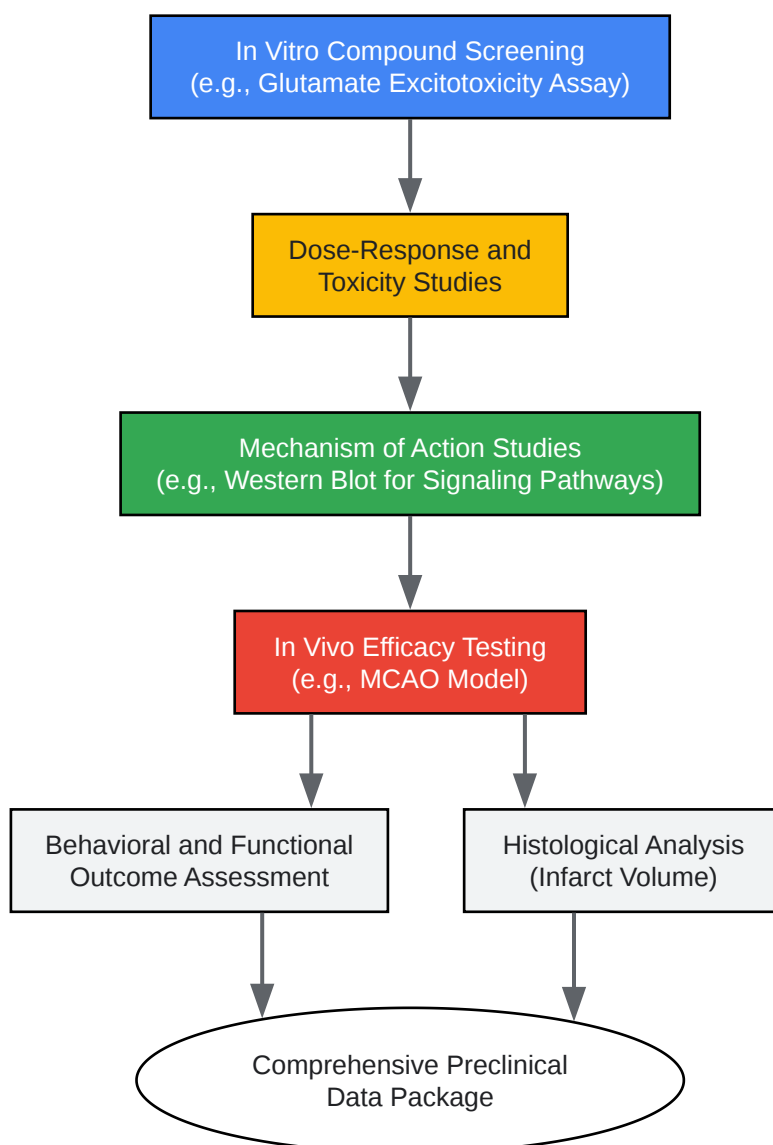 In Vitro Compound Screening
(e.g., Glutamate Excitotoxicity Assay)
Dose-Response and
Toxicity Studies
Mechanism of Action Studies
(e.g., Western Blot for Signaling Pathways)
In Vivo Efficacy Testing
(e.g., MCAO Model)
Behavioral and Functional
Outcome Assessment
Histological Analysis
(Infarct Volume)
Comprehensive Preclinical
Data Package